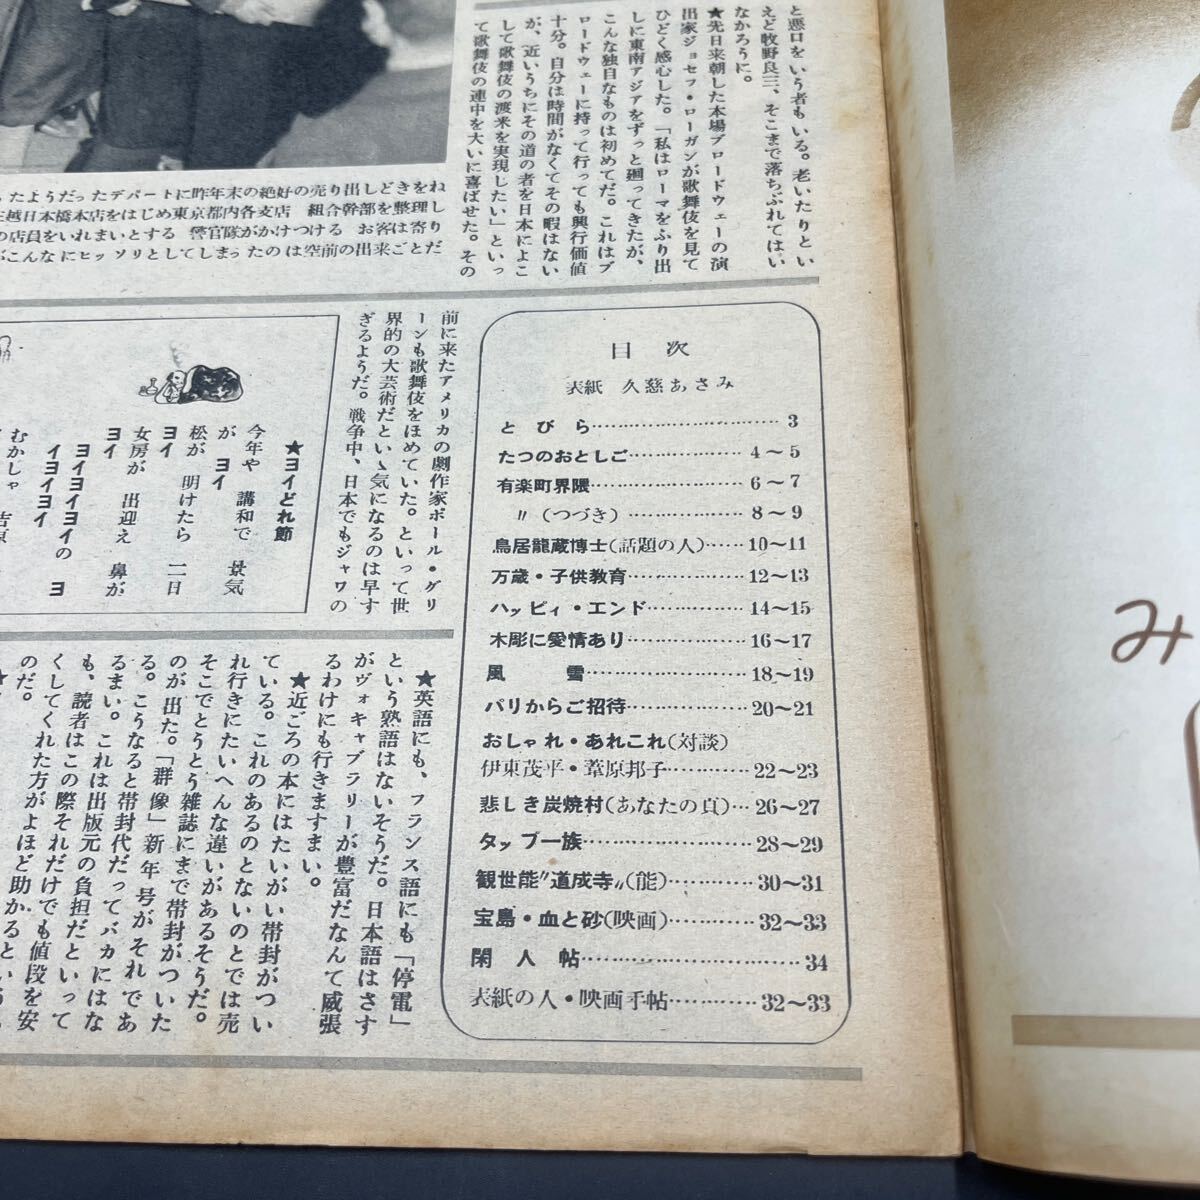 と悪口をいう者もいる。老いたりとい
えど牧野良三、そこまで落ちぶれてはい
なかろうに。
★先日来朝した本場ブロードウェーの演
出家ジョセフ・ローガンが歌舞伎を見て
ひどく感心した。「私はローマをふり出
しに東南アジアをずっと廻ってきたが、
こんな独自なものは初めてだ。これはブ
ロードウェーに持って行っても興行価値
十分。自分は時間がなくてその暇はない
が、近いうちにその道の者を日本によこ
して歌舞伎の渡米を実現したい」といっ
て歌舞伎の連中を大いに喜ばせた。その
ったようだったデパートに昨年末の絶好の売り出しどきをね
越日本橋本店をはじめ東京都内各支店 組合幹部を整理し
の店員をいれまいとする 警官隊がかけつける お客は寄り
がこんなにヒッソリとしてしまったのは空前の出来ごとだ
前に来たアメリカの劇作家ポール・グリ
ーンも歌舞伎をほめていた。といって世
界的の大芸術だといゝ気になるのは早す
ぎるようだ。戦争中、日本でもジャワの
★ヨイどれ節
今年や 講和で 景気
が ヨイ
松が 明けたら 二日
ヨイ
女房が 出迎え 鼻が
ヨイ
ヨイヨイヨイの ヨ
イヨイヨイ
むかしゃ 吉原
目次
表紙 久慈あさみ
とびら…………………………3
たつのおとしご………………4～5
有楽町界隈……………………6～7
〃(つづき)…………………8～9
鳥居龍蔵博士(話題の人)……10～11
万歳・子供教育………………12～13
ハッピィ・エンド……………14～15
木彫に愛情あり………………16～17
風 雪……………………18～19
パリからご招待………………20～21
おしゃれ・あれこれ(対談)
伊東茂平・葦原邦子…………22～23
悲しき炭焼村(あなたの頁)…26～27
タップ一族……………………28～29
観世能〃道成寺〃(能)…………30～31
宝島・血と砂(映画)…………32～33
閑人帖…………………………34
表紙の人・映画手帖…………32～33
★英語にも、フランス語にも「停電」
という熟語はないそうだ。日本語はさす
がヴォキャブラリーが豊富だなんて威張
るわけにも行きますまい。
★近ごろの本にはたいがい帯封がつい
ている。これのあるのとないのとでは売
れ行きにたいへんな違いがあるそうだ。
そこでとうとう雑誌にまで帯封がついた
のが出た。「群像」新年号がそれであ
る。こうなると帯封代だってバカにはな
るまい。これは出版元の負担だといって
も、読者はこの際それだけでも値段を安
くしてくれた方がよほど助かるという
のだ。
み